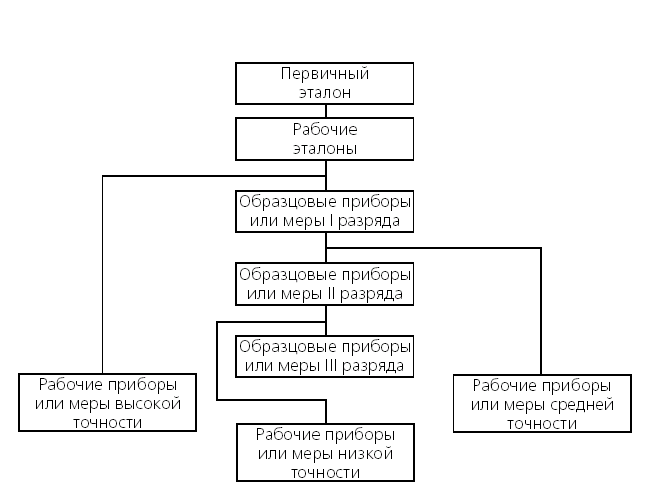 Первичный
эталон
Рабочие
эталоны
Образцовые приборы
или меры I разряда
Образцовые приборы
или меры II разряда
Образцовые приборы
или меры III разряда
Рабочие приборы
или меры высокой
точности
Рабочие приборы
или меры средней
точности
Рабочие приборы
или меры низкой
точности